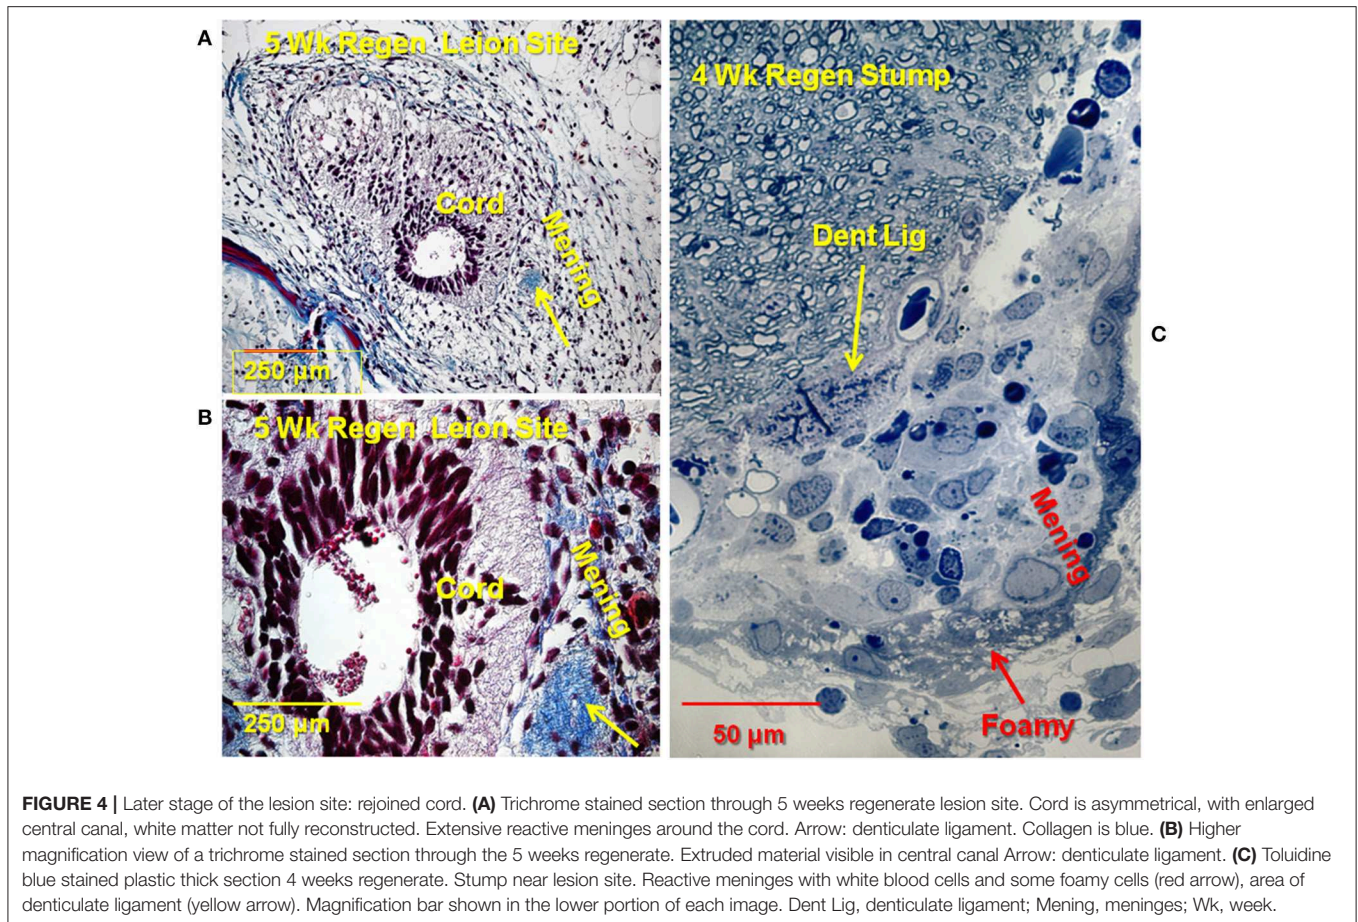 A
5 Wk Regen Leion Site
Cord
Mening
250 µm
B
5 Wk Regen Leion Site
Cord
Mening
250 µm
4 Wk Regen Stump
Dent Lig
C
Mening
Foamy
50 µm
FIGURE 4 | Later stage of the lesion site: rejoined cord. (A) Trichrome stained section through 5 weeks regenerate lesion site. Cord is asymmetrical, with enlarged
central canal, white matter not fully reconstructed. Extensive reactive meninges around the cord. Arrow: denticulate ligament. Collagen is blue. (B) Higher
magnification view of a trichrome stained section through the 5 weeks regenerate. Extruded material visible in central canal Arrow: denticulate ligament. (C) Toluidine
blue stained plastic thick section 4 weeks regenerate. Stump near lesion site. Reactive meninges with white blood cells and some foamy cells (red arrow), area of
denticulate ligament (yellow arrow). Magnification bar shown in the lower portion of each image. Dent Lig, denticulate ligament; Mening, meninges; Wk, week.